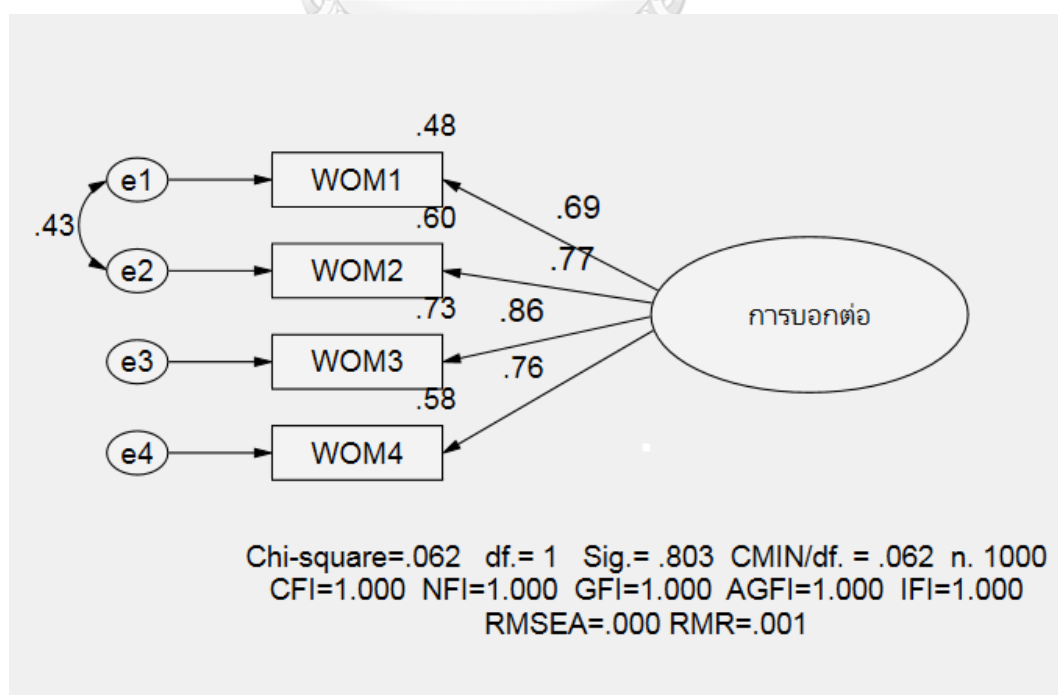 .48
e1
WOM1
.69
.43
.60
.77
e2
WOM2
.73
.86
การบอกต่อ
e3
WOM3
.76
.58
e4
WOM4
Chi-square=.062 df.= 1 Sig.= .803 CMIN/df. = .062 n. 1000
CFI=1.000 NFI=1.000 GFI=1.000 AGFI=1.000 IFI=1.000
RMSEA=.000 RMR=.001